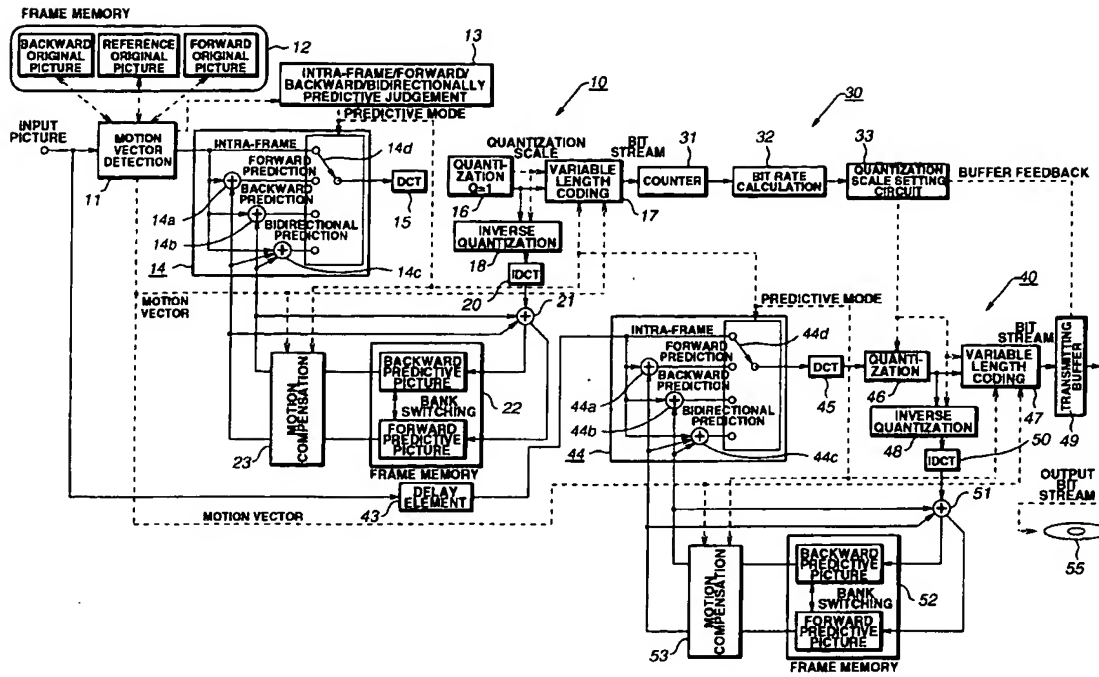 FRAME MEMORY
BACKWARD
ORIGINAL
PICTURE
REFERENCE
ORIGINAL
PICTURE
FORWARD
ORIGINAL
PICTURE
12
13
INTRA-FRAME/FORWARD/
BACKWARD/BIDIRECTIONALLY
PREDICTIVE JUDGEMENT
PREDICTIVE MODE
INPUT
PICTURE
MOTION
VECTOR
DETECTION
11
INTRA-FRAME
FORWARD
PREDICTION
BACKWARD
PREDICTION
BIDIRECTIONAL
PREDICTION
14a
14b
14c
14d
14
DCT
15
10
QUANTIZATION
SCALE
QUANTI-
ZATION
Q=1
16
BIT
STREAM
VARIABLE
LENGTH
CODING
17
INVERSE
QUANTIZATION
18
IDCT
20
21
30
31
COUNTER
32
BIT RATE
CALCULATION
33
QUANTIZATION
SCALE SETTING
CIRCUIT
BUFFER FEEDBACK
MOTION
VECTOR
MOTION
COMPENSATION
23
BACKWARD
PREDICTIVE
PICTURE
BANK
SWITCHING
FORWARD
PREDICTIVE
PICTURE
22
FRAME MEMORY
DELAY
ELEMENT
43
MOTION VECTOR
PREDICTIVE MODE
INTRA-FRAME
FORWARD
PREDICTION
BACKWARD
PREDICTION
BIDIRECTIONAL
PREDICTION
44a
44b
44c
44d
44
DCT
45
40
QUANTI-
ZATION
46
BIT
STREAM
VARIABLE
LENGTH
CODING
47
TRANSMITTING
BUFFER
49
INVERSE
QUANTIZATION
48
IDCT
50
51
OUTPUT
BIT
STREAM
55
MOTION
COMPENSATION
53
BACKWARD
PREDICTIVE
PICTURE
BANK
SWITCHING
FORWARD
PREDICTIVE
PICTURE
52
FRAME MEMORY